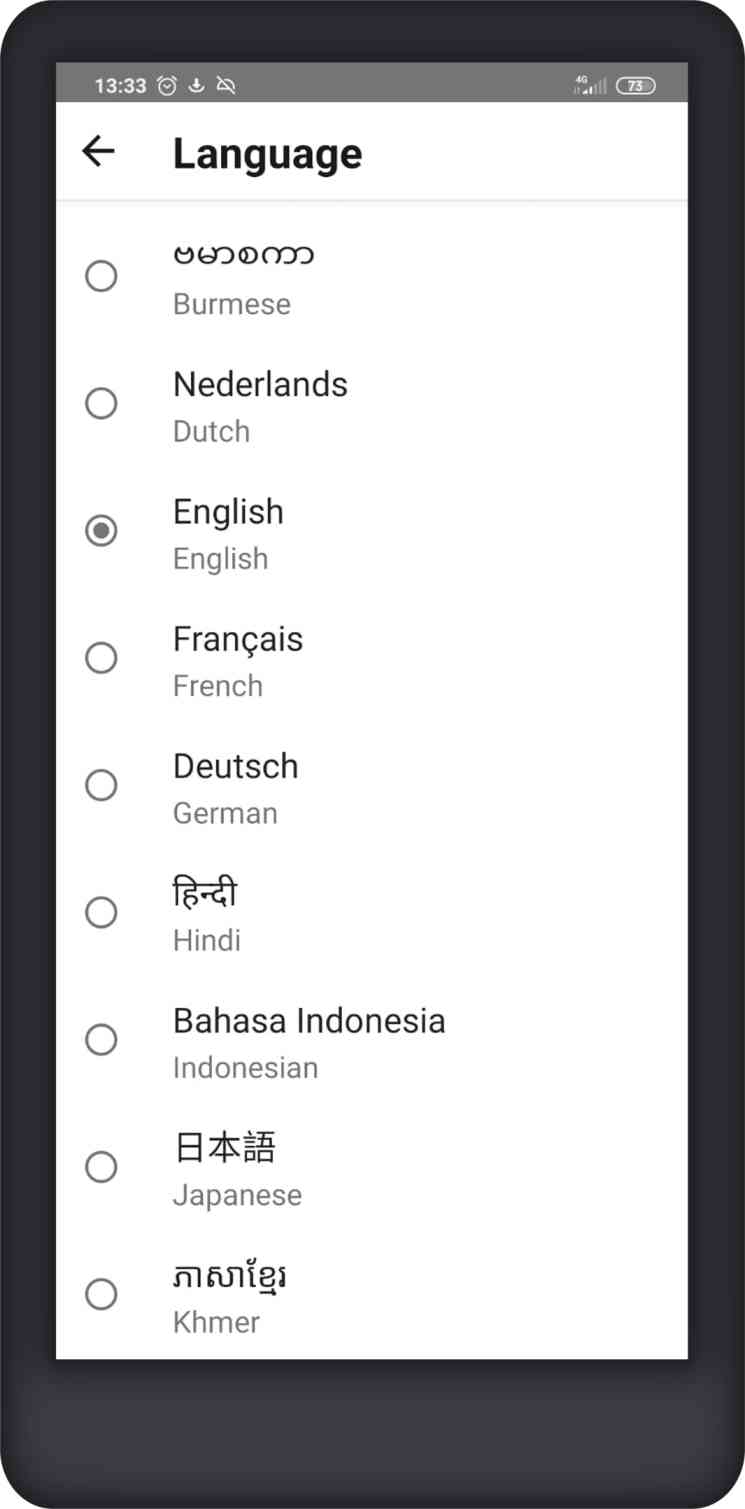 13:33
4G
73
Language
ဗမာစကာ
Burmese
Nederlands
Dutch
English
English
Français
French
Deutsch
German
हिन्दी
Hindi
Bahasa Indonesia
Indonesian
日本語
Japanese
ភាសាខ្មែរ
Khmer